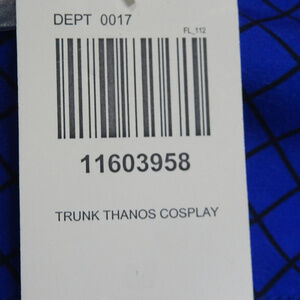 DEPT 0017
FL_112
11603958
TRUNK THANOS COSPLAY